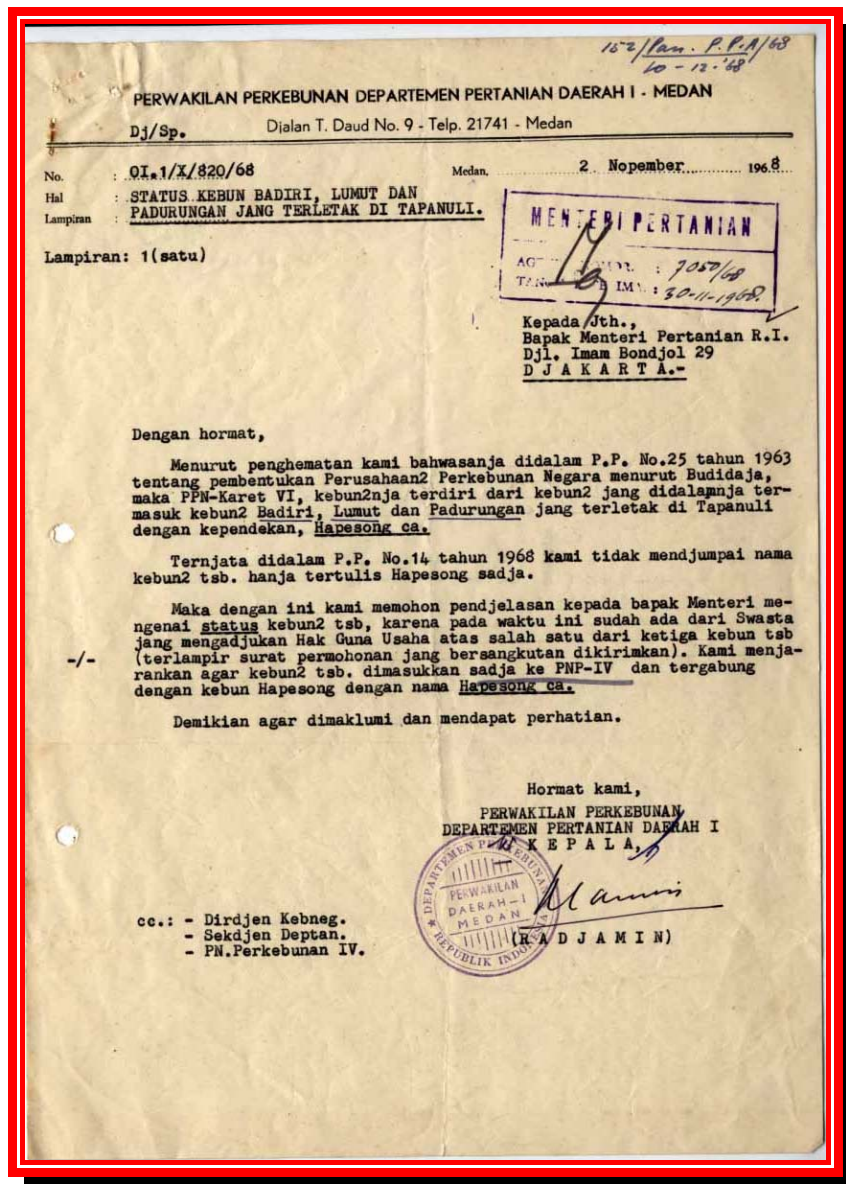 152/Pan. P.P.A/68
10-12-'68
PERWAKILAN PERKEBUNAN DEPARTEMEN PERTANIAN DAERAH I - MEDAN
Dj/Sp. Djalan T. Daud No. 9 - Telp. 21741 - Medan
No. : OI.1/X/820/68 Medan, 2 Nopember 1968
Hal : STATUS KEBUN BADIRI, LUMUT DAN
Lampiran : PADURUNGAN JANG TERLETAK DI TAPANULI.
Lampiran: 1(satu)
MENTERI PERTANIAN
: 7050/68
: 30-11-1968.
Kepada Jth.,
Bapak Menteri Pertanian R.I.
Djl. Imam Bondjol 29
D J A K A R T A.-
Dengan hormat,
Menurut penghematan kami bahwasanja didalam P.P. No.25 tahun 1963
tentang pembentukan Perusahaan2 Perkebunan Negara menurut Budidaja,
maka PPN-Karet VI, kebun2nja terdiri dari kebun2 jang didalamnja ter-
masuk kebun2 Badiri, Lumut dan Padurungan jang terletak di Tapanuli
dengan kependekan, Hapesong ca.
Ternjata didalam P.P. No.14 tahun 1968 kami tidak mendjumpai nama
kebun2 tsb. hanja tertulis Hapesong sadja.
Maka dengan ini kami memohon pendjelasan kepada bapak Menteri me-
ngenai status kebun2 tsb, karena pada waktu ini sudah ada dari Swasta
jang mengadjukan Hak Guna Usaha atas salah satu dari ketiga kebun tsb
-/- (terlampir surat permohonan jang bersangkutan dikirimkan). Kami menja-
rankan agar kebun2 tsb. dimasukkan sadja ke PNP-IV dan tergabung
dengan kebun Hapesong dengan nama Hapesong ca.
Demikian agar dimaklumi dan mendapat perhatian.
Hormat kami,
PERWAKILAN PERKEBUNAN
DEPARTEMEN PERTANIAN DAERAH I
K E P A L A,
DEPARTEMEN PERKEBUNAN
PERWAKILAN
DAERAH-I
MEDAN
REPUBLIK INDONESIA
(R A D J A M I N)
cc.: - Dirdjen Kebneg.
- Sekdjen Deptan.
- PN.Perkebunan IV.